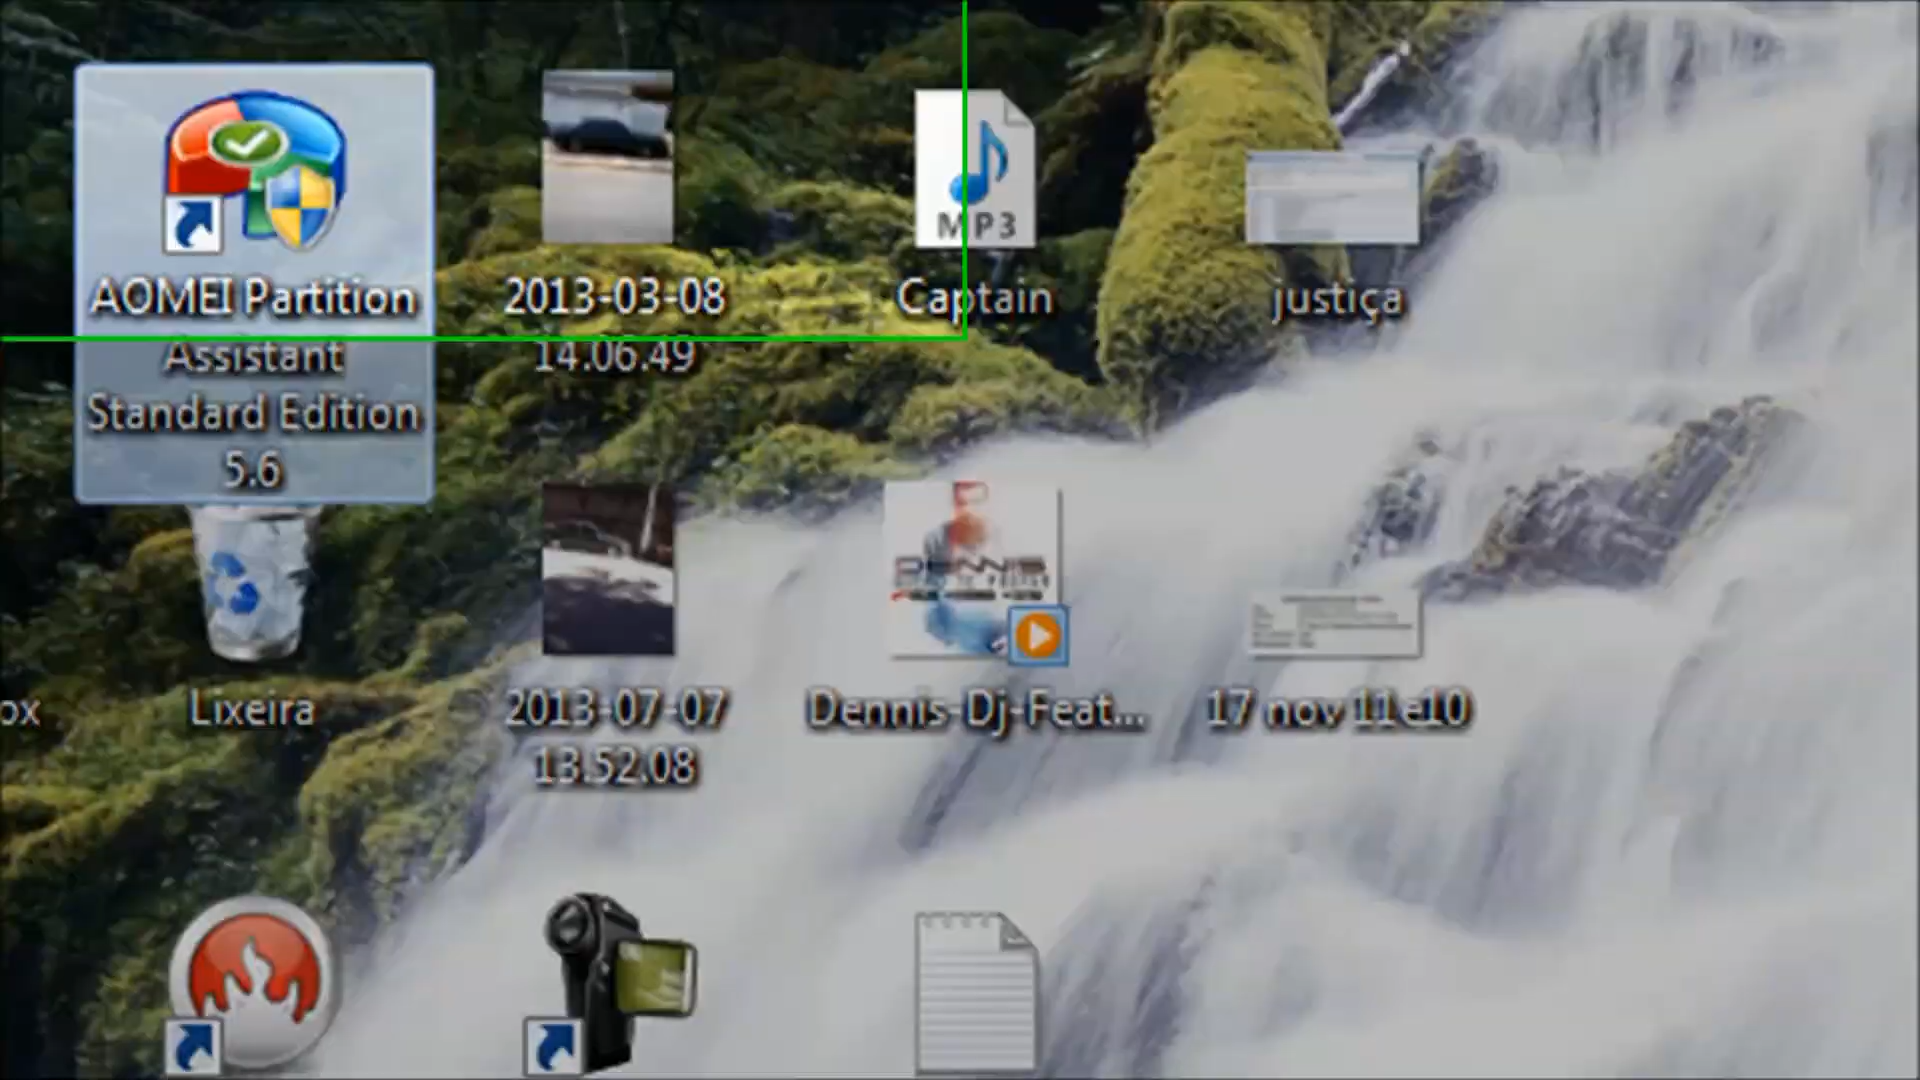 AOMEI Partition
Assistant
Standard Edition
5.6
2013-03-08
14.06.49
MP3
Captain
justiça
ox
Lixeira
2013-07-07
13.52.08
DENNIS
Dennis-Dj-Feat...
17 nov 11e10